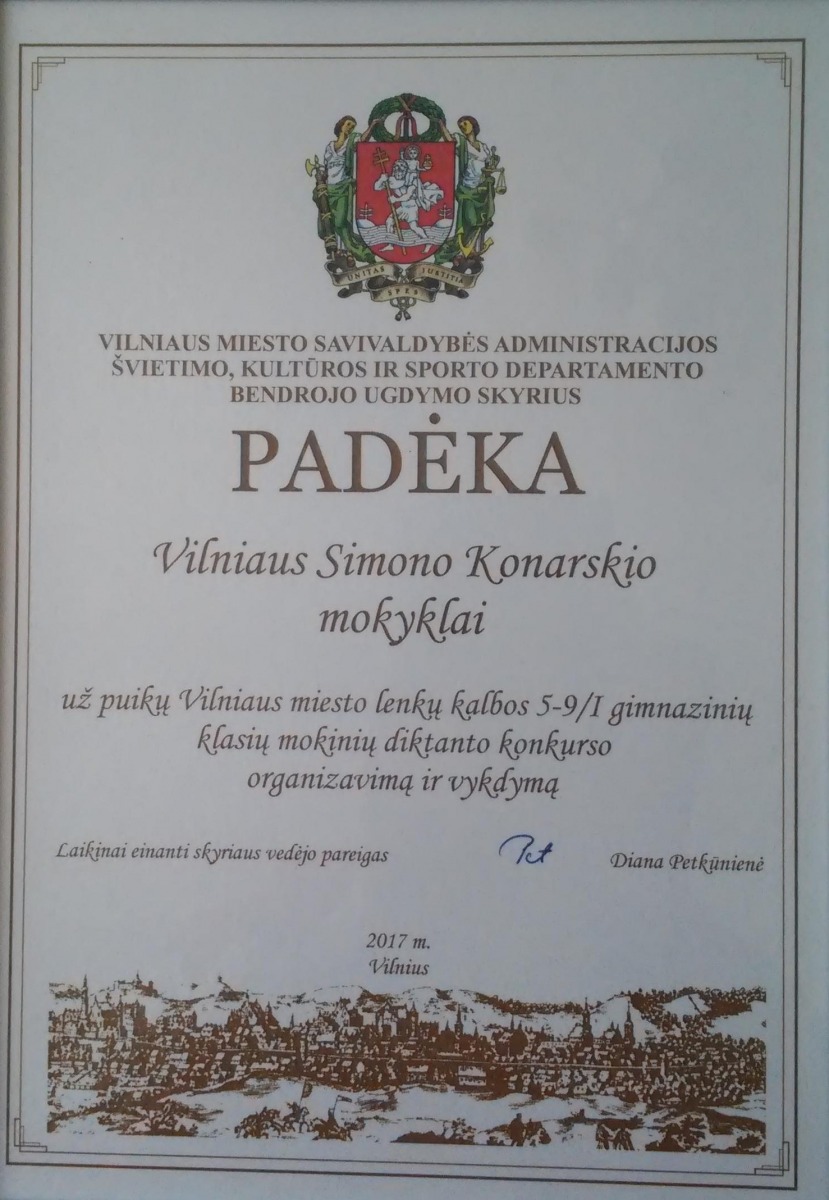 UNITAS JUSTITIA
SPES
VILNIAUS MIESTO SAVIVALDYBĖS ADMINISTRACIJOS
ŠVIETIMO, KULTŪROS IR SPORTO DEPARTAMENTO
BENDROJO UGDYMO SKYRIUS
PADĖKA
Vilniaus Simono Konarskio
mokyklai
už puikų Vilniaus miesto lenkų kalbos 5-9/I gimnazinių
klasių mokinių diktanto konkurso
organizavimą ir vykdymą
Laikinai einanti skyriaus vedėjo pareigas Diana Petkūnienė
2017 m.
Vilnius